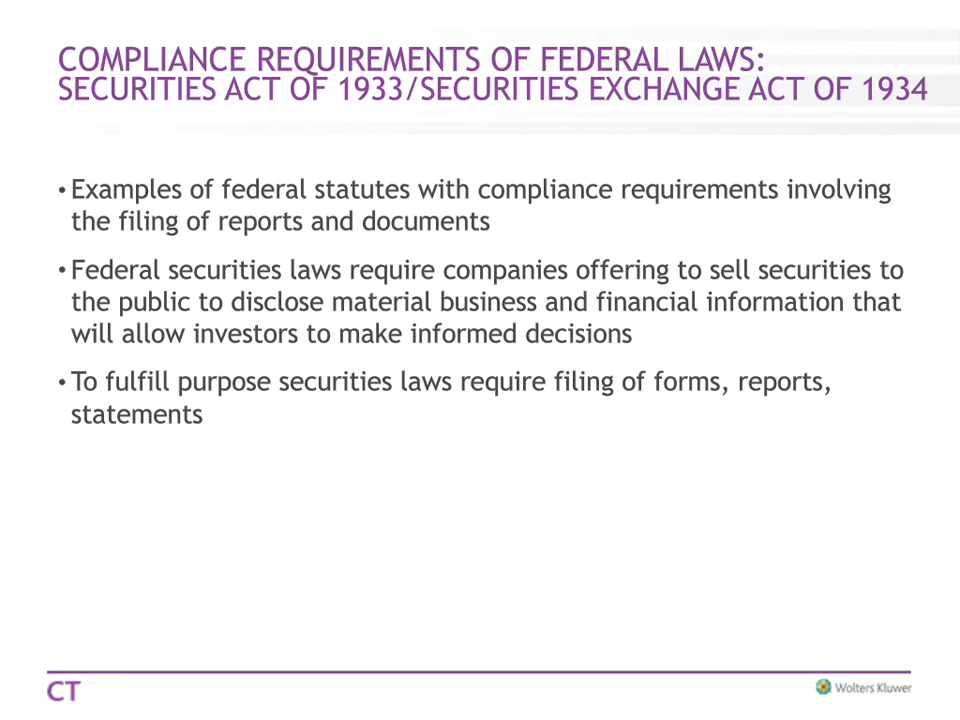 COMPLIANCE REQUIREMENTS OF FEDERAL LAWS:
SECURITIES ACT OF 1933/SECURITIES EXCHANGE ACT OF 1934
• Examples of federal statutes with compliance requirements involving
the filing of reports and documents
• Federal securities laws require companies offering to sell securities to
the public to disclose material business and financial information that
will allow investors to make informed decisions
• To fulfill purpose securities laws require filing of forms, reports,
statements
CT
Wolters Kluwer